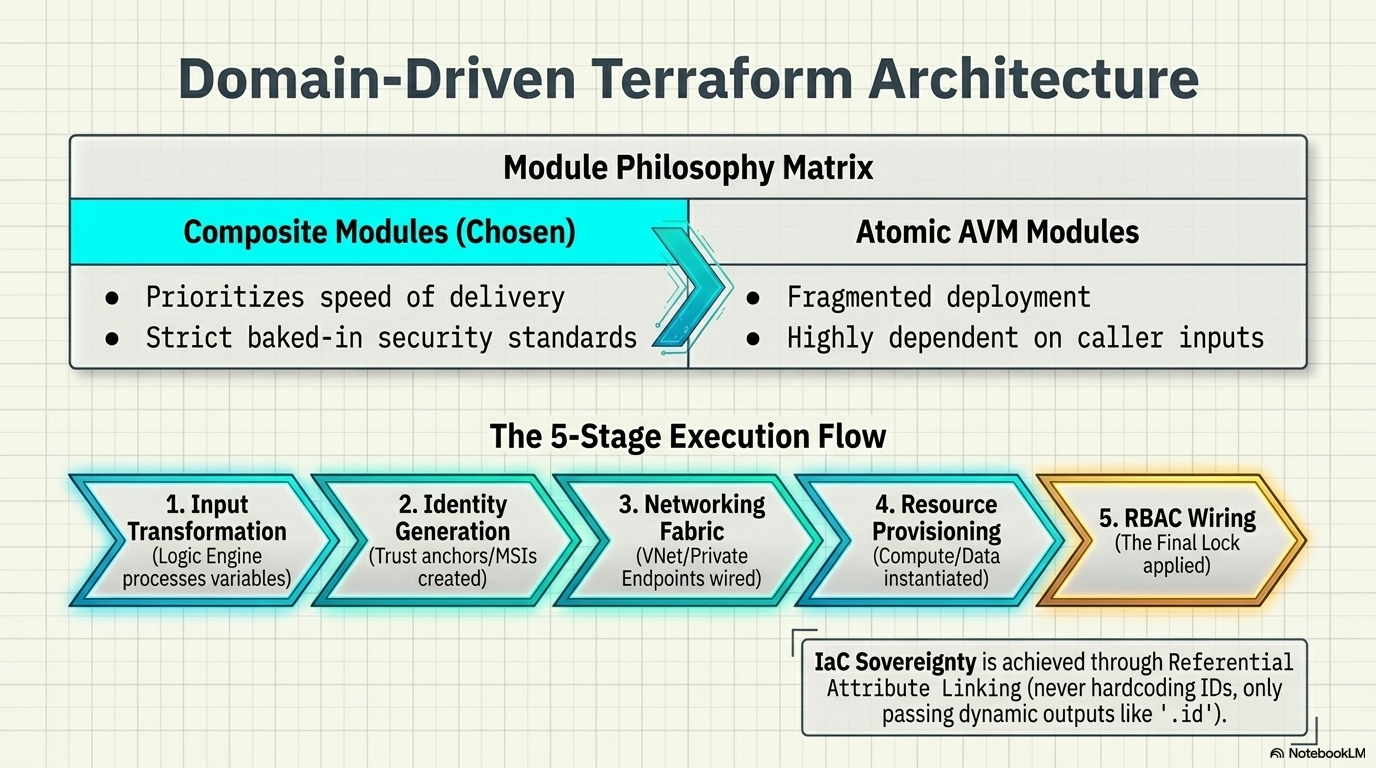 Domain-Driven Terraform Architecture
Module Philosophy Matrix
Composite Modules (Chosen)
● Prioritizes speed of delivery
● Strict baked-in security standards
Atomic AVM Modules
● Fragmented deployment
● Highly dependent on caller inputs
The 5-Stage Execution Flow
1. Input
Transformation
(Logic Engine
processes variables)
2. Identity
Generation
(Trust anchors/MSIs
created)
3. Networking
Fabric
(VNet/Private
Endpoints wired)
4. Resource
Provisioning
(Compute/Data
instantiated)
5. RBAC Wiring
(The Final Lock
applied)
IaC Sovereignty is achieved through Referential
Attribute Linking (never hardcoding IDs, only
passing dynamic outputs like '.id').
NotebookLM